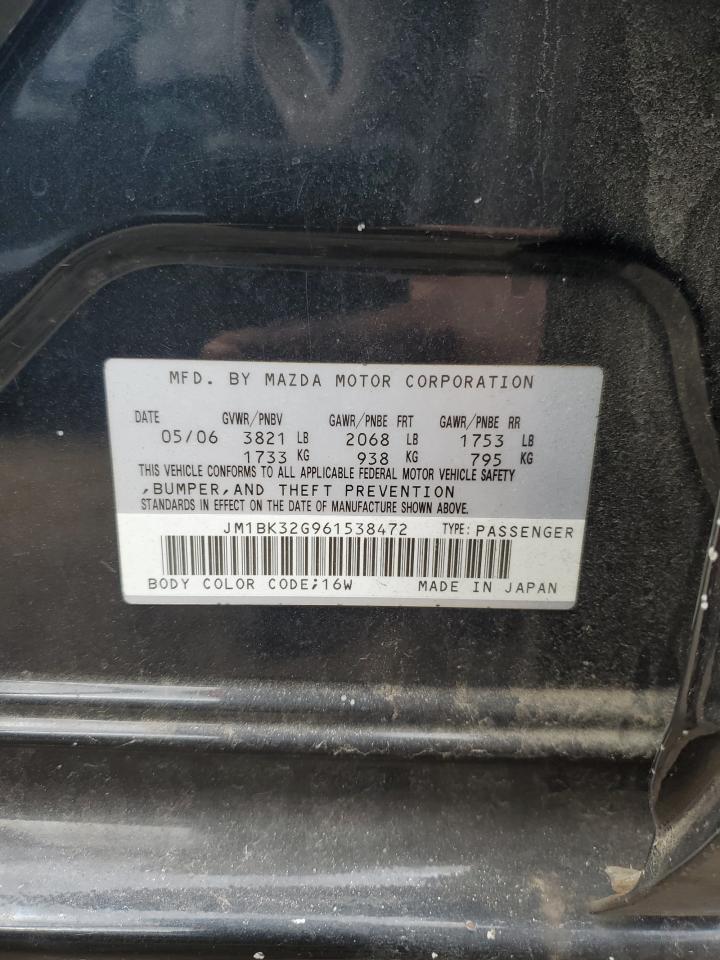 MFD. BY MAZDA MOTOR CORPORATION
DATE GVWR/PNBV GAWR/PNBE FRT GAWR/PNBE RR
05/06 3821 LB 2068 LB 1753 LB
1733 KG 938 KG 795 KG
THIS VEHICLE CONFORMS TO ALL APPLICABLE FEDERAL MOTOR VEHICLE SAFETY
,BUMPER,AND THEFT PREVENTION
STANDARDS IN EFFECT ON THE DATE OF MANUFACTURE SHOWN ABOVE.
JM1BK32G961538472 TYPE: PASSENGER
BODY COLOR CODE;16W MADE IN JAPAN